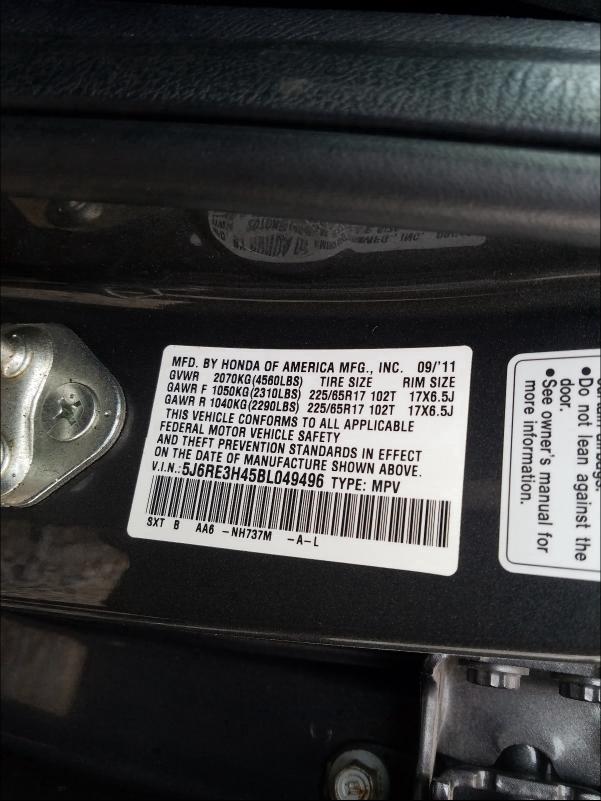 MFD. BY HONDA OF AMERICA MFG., INC. 09/'11
GVWR 2070KG(4560LBS) TIRE SIZE RIM SIZE
GAWR F 1050KG(2310LBS) 225/65R17 102T 17X6.5J
GAWR R 1040KG(2290LBS) 225/65R17 102T 17X6.5J
THIS VEHICLE CONFORMS TO ALL APPLICABLE
FEDERAL MOTOR VEHICLE SAFETY
AND THEFT PREVENTION STANDARDS IN EFFECT
ON THE DATE OF MANUFACTURE SHOWN ABOVE.
V.I.N.:5J6RE3H45BL049496 TYPE: MPV
SXT B AA6 -NH737M -A-L
• Do not lean against the
door.
• See owner's manual for
more information.